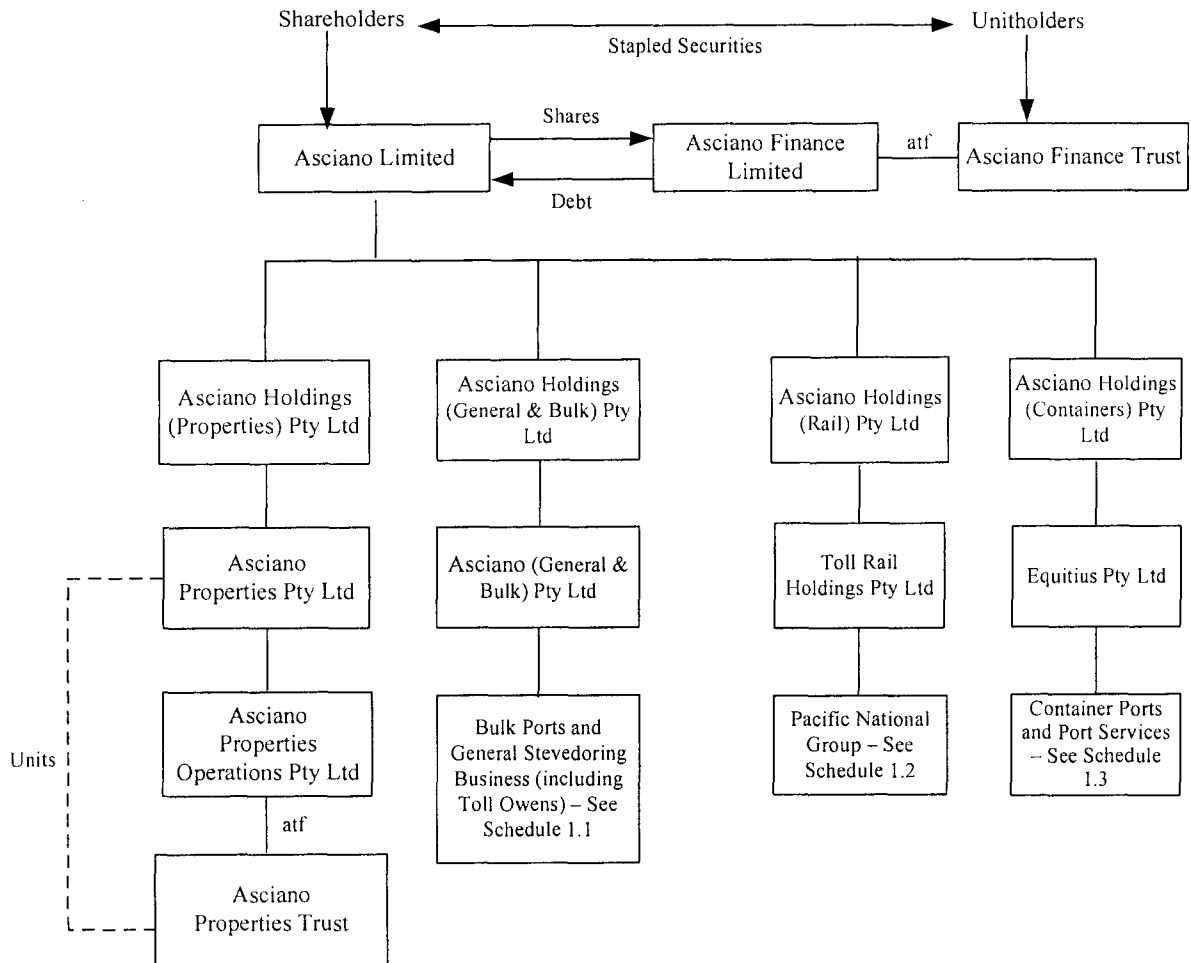 Shareholders
Unitholders
Stapled Securities
Shares
Asciano Limited
Asciano Finance
Limited
atf
Asciano Finance Trust
Debt
Asciano Holdings
(Properties) Pty Ltd
Asciano Holdings
(General & Bulk) Pty
Ltd
Asciano Holdings
(Rail) Pty Ltd
Asciano Holdings
(Containers) Pty
Ltd
Asciano
Properties Pty Ltd
Asciano (General &
Bulk) Pty Ltd
Toll Rail
Holdings Pty Ltd
Equitius Pty Ltd
Units
Asciano
Properties
Operations Pty Ltd
Bulk Ports and
General Stevedoring
Business (including
Toll Owens) – See
Schedule 1.1
Pacific National
Group – See
Schedule 1.2
Container Ports
and Port Services
– See Schedule
1.3
atf
Asciano
Properties Trust